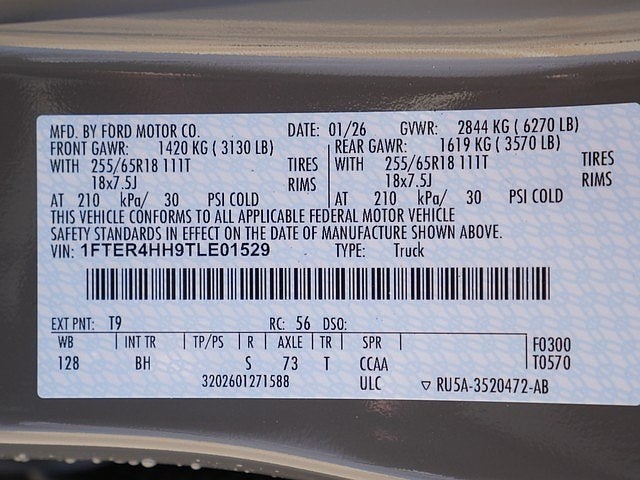 MFD. BY FORD MOTOR CO. DATE: 01/26 GVWR: 2844 KG ( 6270 LB)
FRONT GAWR: 1420 KG ( 3130 LB) REAR GAWR: 1619 KG ( 3570 LB)
WITH 255/65R18 111T TIRES WITH 255/65R18 111T TIRES
18x7.5J RIMS 18x7.5J RIMS
AT 210 kPa/ 30 PSI COLD AT 210 kPa/ 30 PSI COLD
THIS VEHICLE CONFORMS TO ALL APPLICABLE FEDERAL MOTOR VEHICLE
SAFETY STANDARDS IN EFFECT ON THE DATE OF MANUFACTURE SHOWN ABOVE.
VIN: 1FTER4HH9TLE01529 TYPE: Truck
EXT PNT: T9 RC: 56 DSO:
WB INT TR TP/PS R AXLE TR SPR F0300
128 BH S 73 T CCAA T0570
3202601271588 ULC ▽ RU5A-3520472-AB